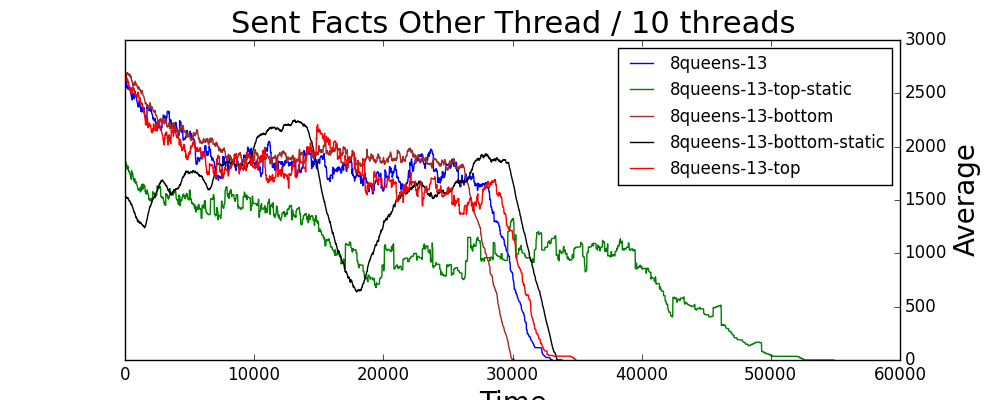 Sent Facts Other Thread / 10 threads
8queens-13
8queens-13-top-static
8queens-13-bottom
8queens-13-bottom-static
8queens-13-top
3000
2500
2000
1500
1000
500
0
Average
0 10000 20000 30000 40000 50000 60000
Time